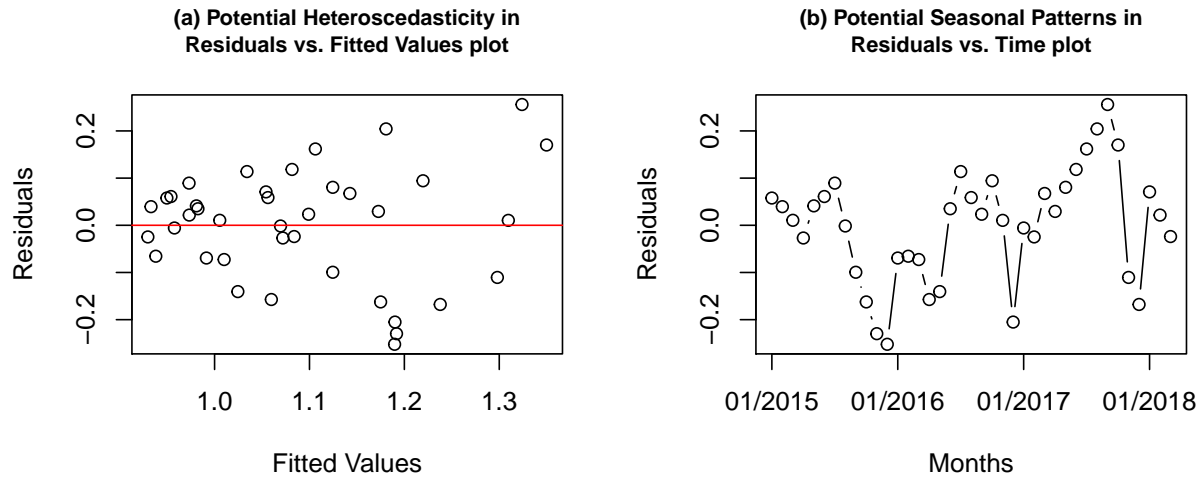 (a) Potential Heteroscedasticity in
Residuals vs. Fitted Values plot
Residuals
0.2
0.0
−0.2
1.0 1.1 1.2 1.3
Fitted Values
(b) Potential Seasonal Patterns in
Residuals vs. Time plot
Residuals
0.2
0.0
−0.2
01/2015 01/2016 01/2017 01/2018
Months